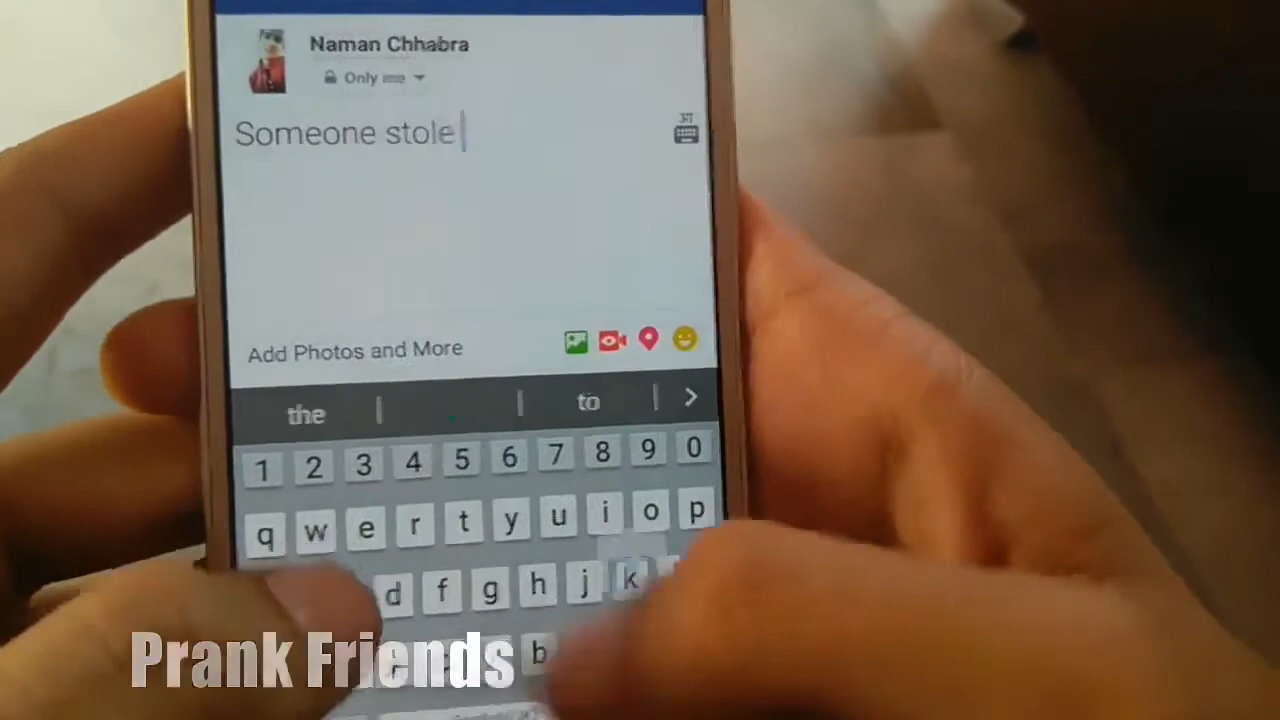 Naman Chhabra
Only me
Someone stole
Add Photos and More
the
to
1 2 3 4 5 6 7 8 9 0
q w e r t y u i o p
d f g h j k
b
Prank Friends